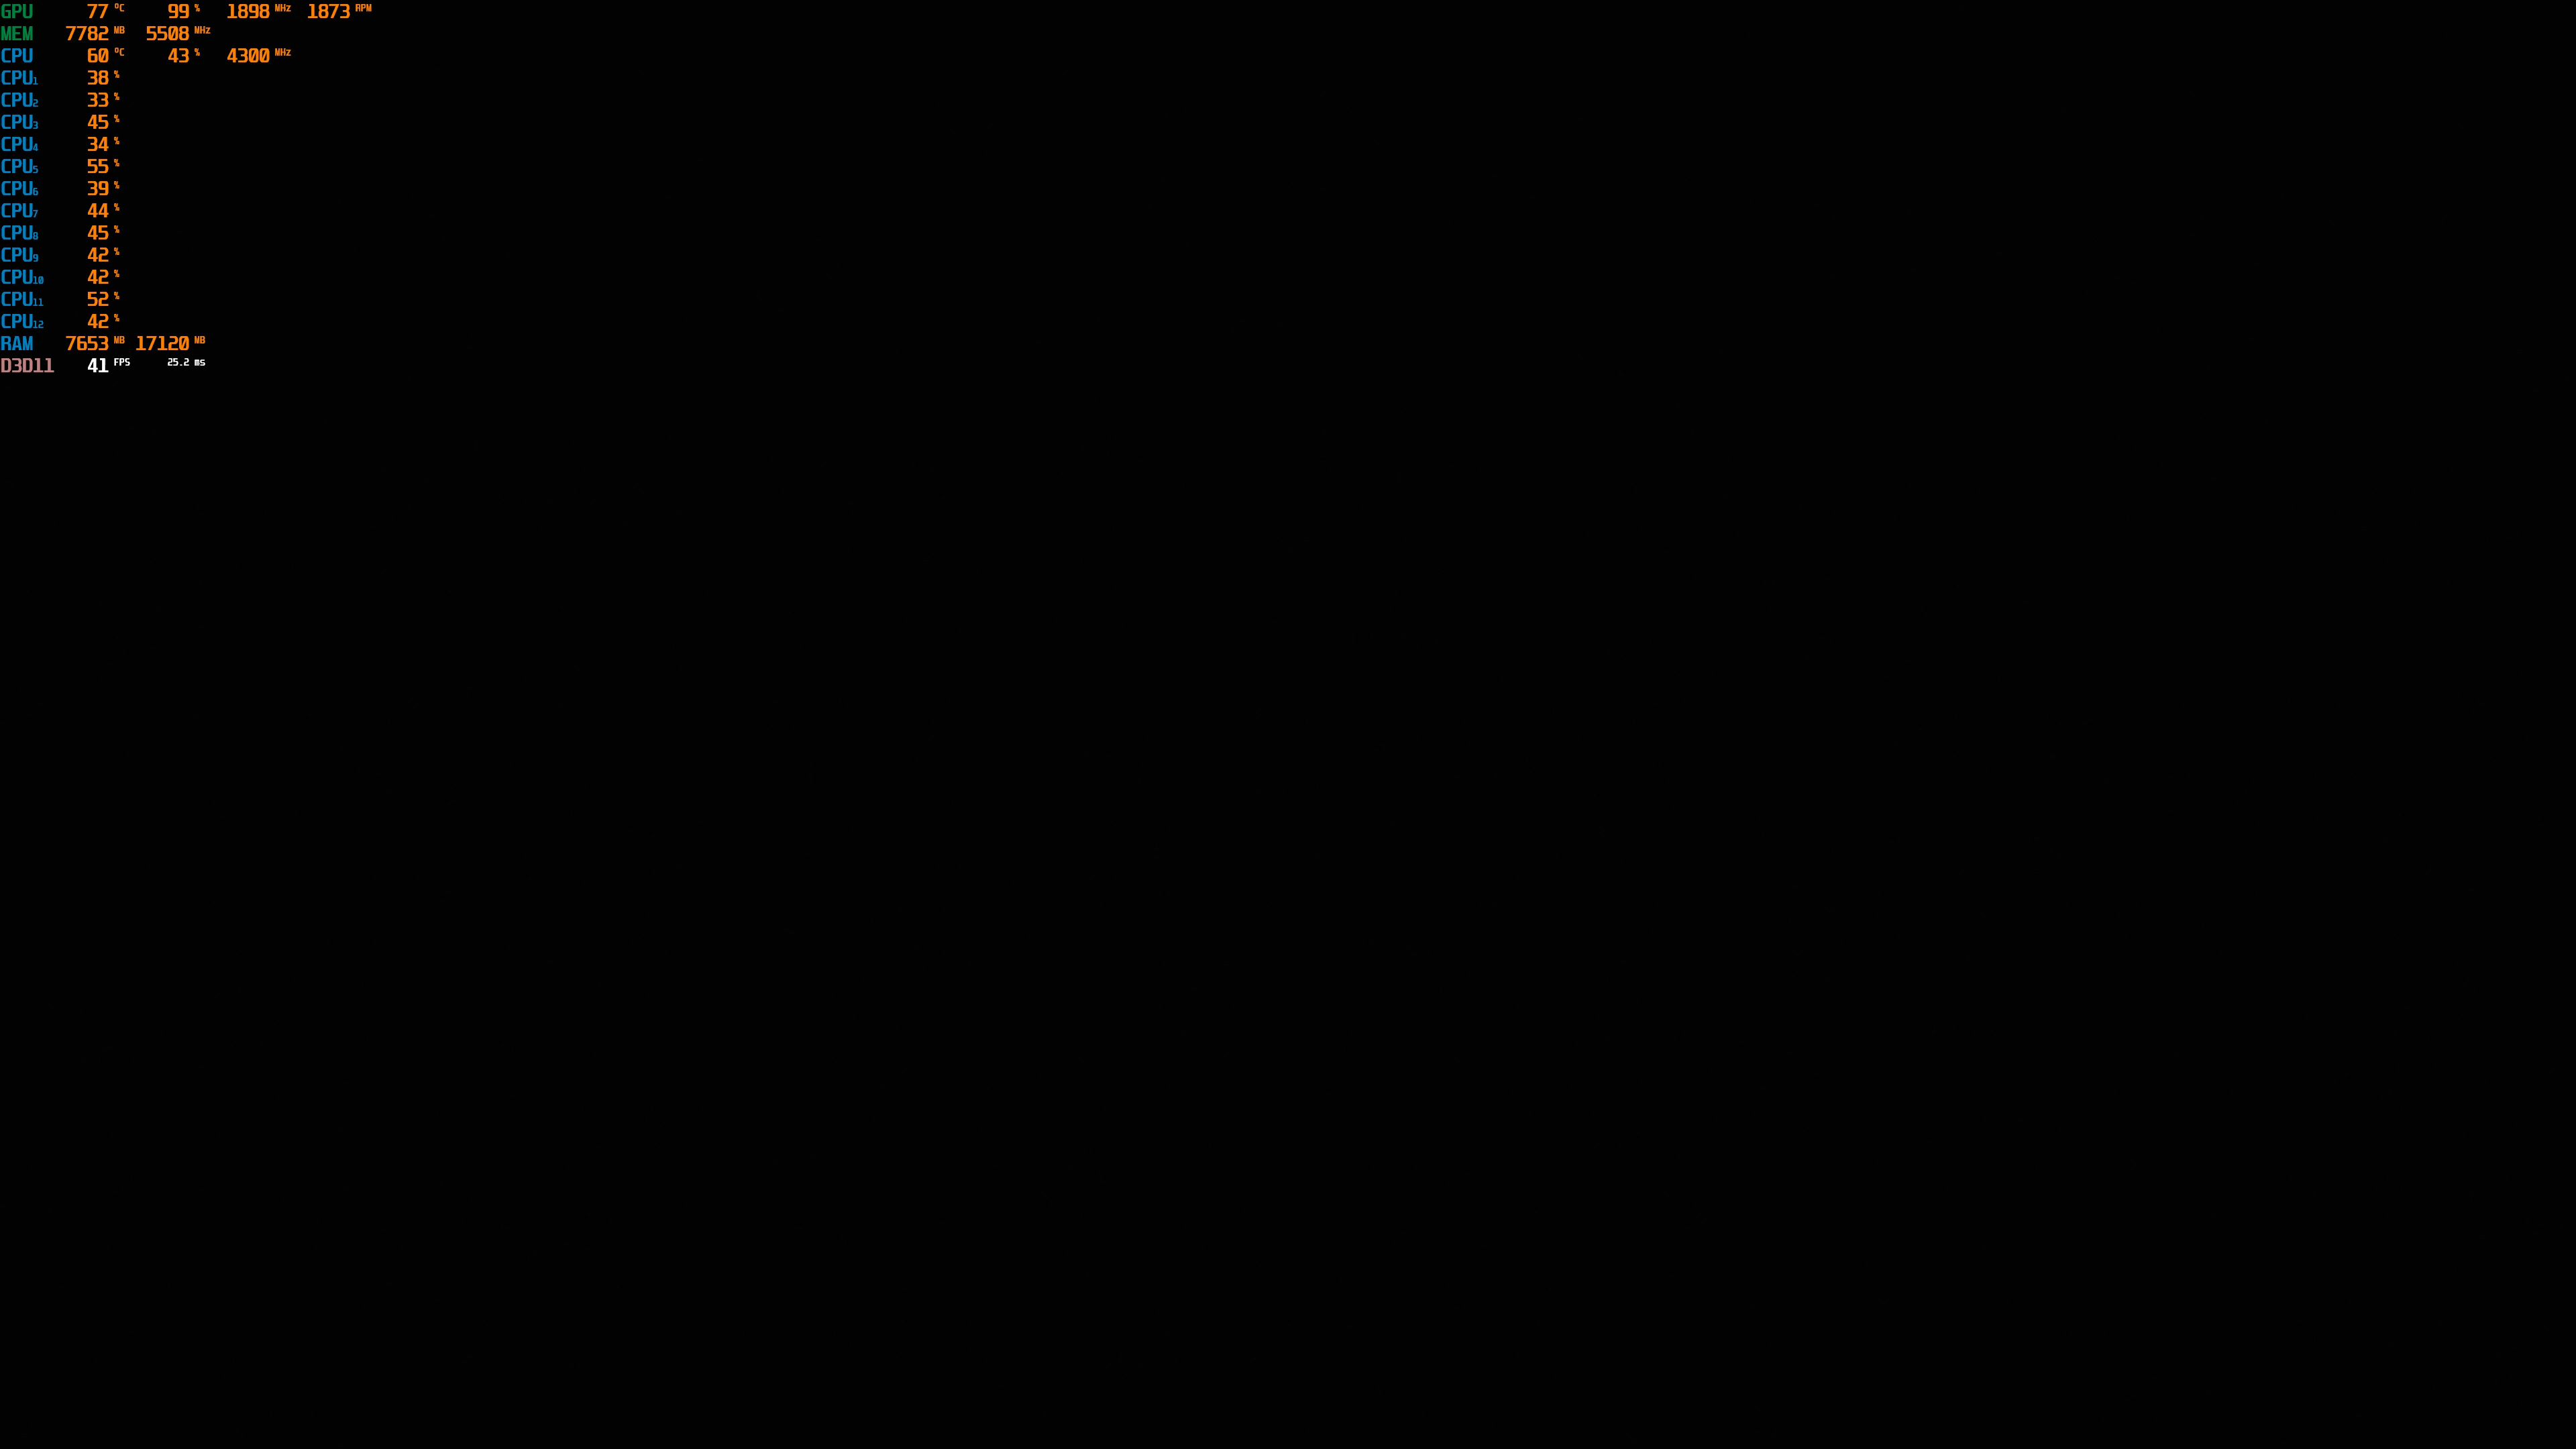 GPU 77 °C 99 % 1898 MHz 1873 RPM
MEM 7782 MB 5508 MHz
CPU 60 °C 43 % 4300 MHz
CPU1 38 %
CPU2 33 %
CPU3 45 %
CPU4 34 %
CPU5 55 %
CPU6 39 %
CPU7 44 %
CPU8 45 %
CPU9 42 %
CPU10 42 %
CPU11 52 %
CPU12 42 %
RAM 7653 MB 17120 MB
D3D11 41 FPS 25.2 ms